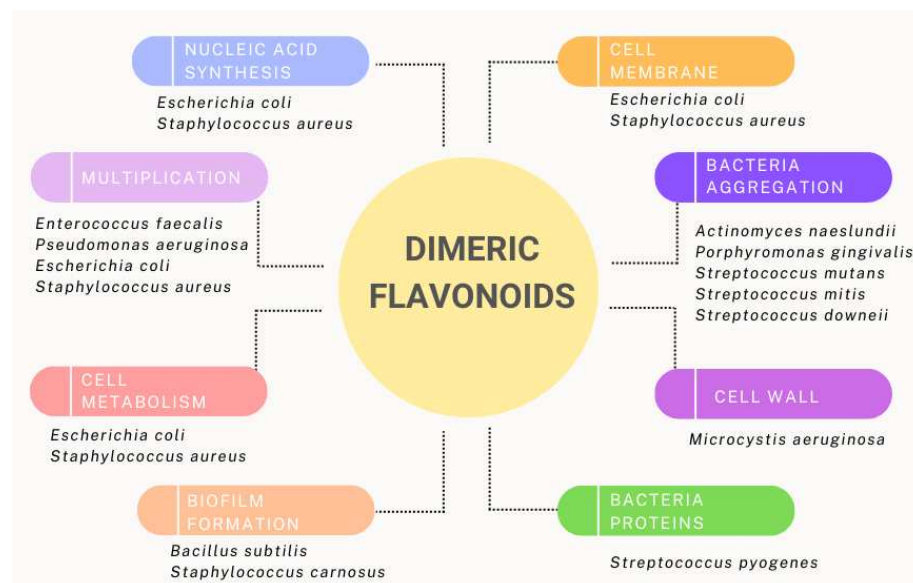 NUCLEIC ACID
SYNTHESIS
Escherichia coli
Staphylococcus aureus
CELL
MEMBRANE
Escherichia coli
Staphylococcus aureus
MULTIPLICATION
Enterococcus faecalis
Pseudomonas aeruginosa
Escherichia coli
Staphylococcus aureus
BACTERIA
AGGREGATION
Actinomyces naeslundii
Porphyromonas gingivalis
Streptococcus mutans
Streptococcus mitis
Streptococcus downeii
DIMERIC
FLAVONOIDS
CELL
METABOLISM
Escherichia coli
Staphylococcus aureus
CELL WALL
Microcystis aeruginosa
BIOFILM
FORMATION
Bacillus subtilis
Staphylococcus carnosus
BACTERIA
PROTEINS
Streptococcus pyogenes